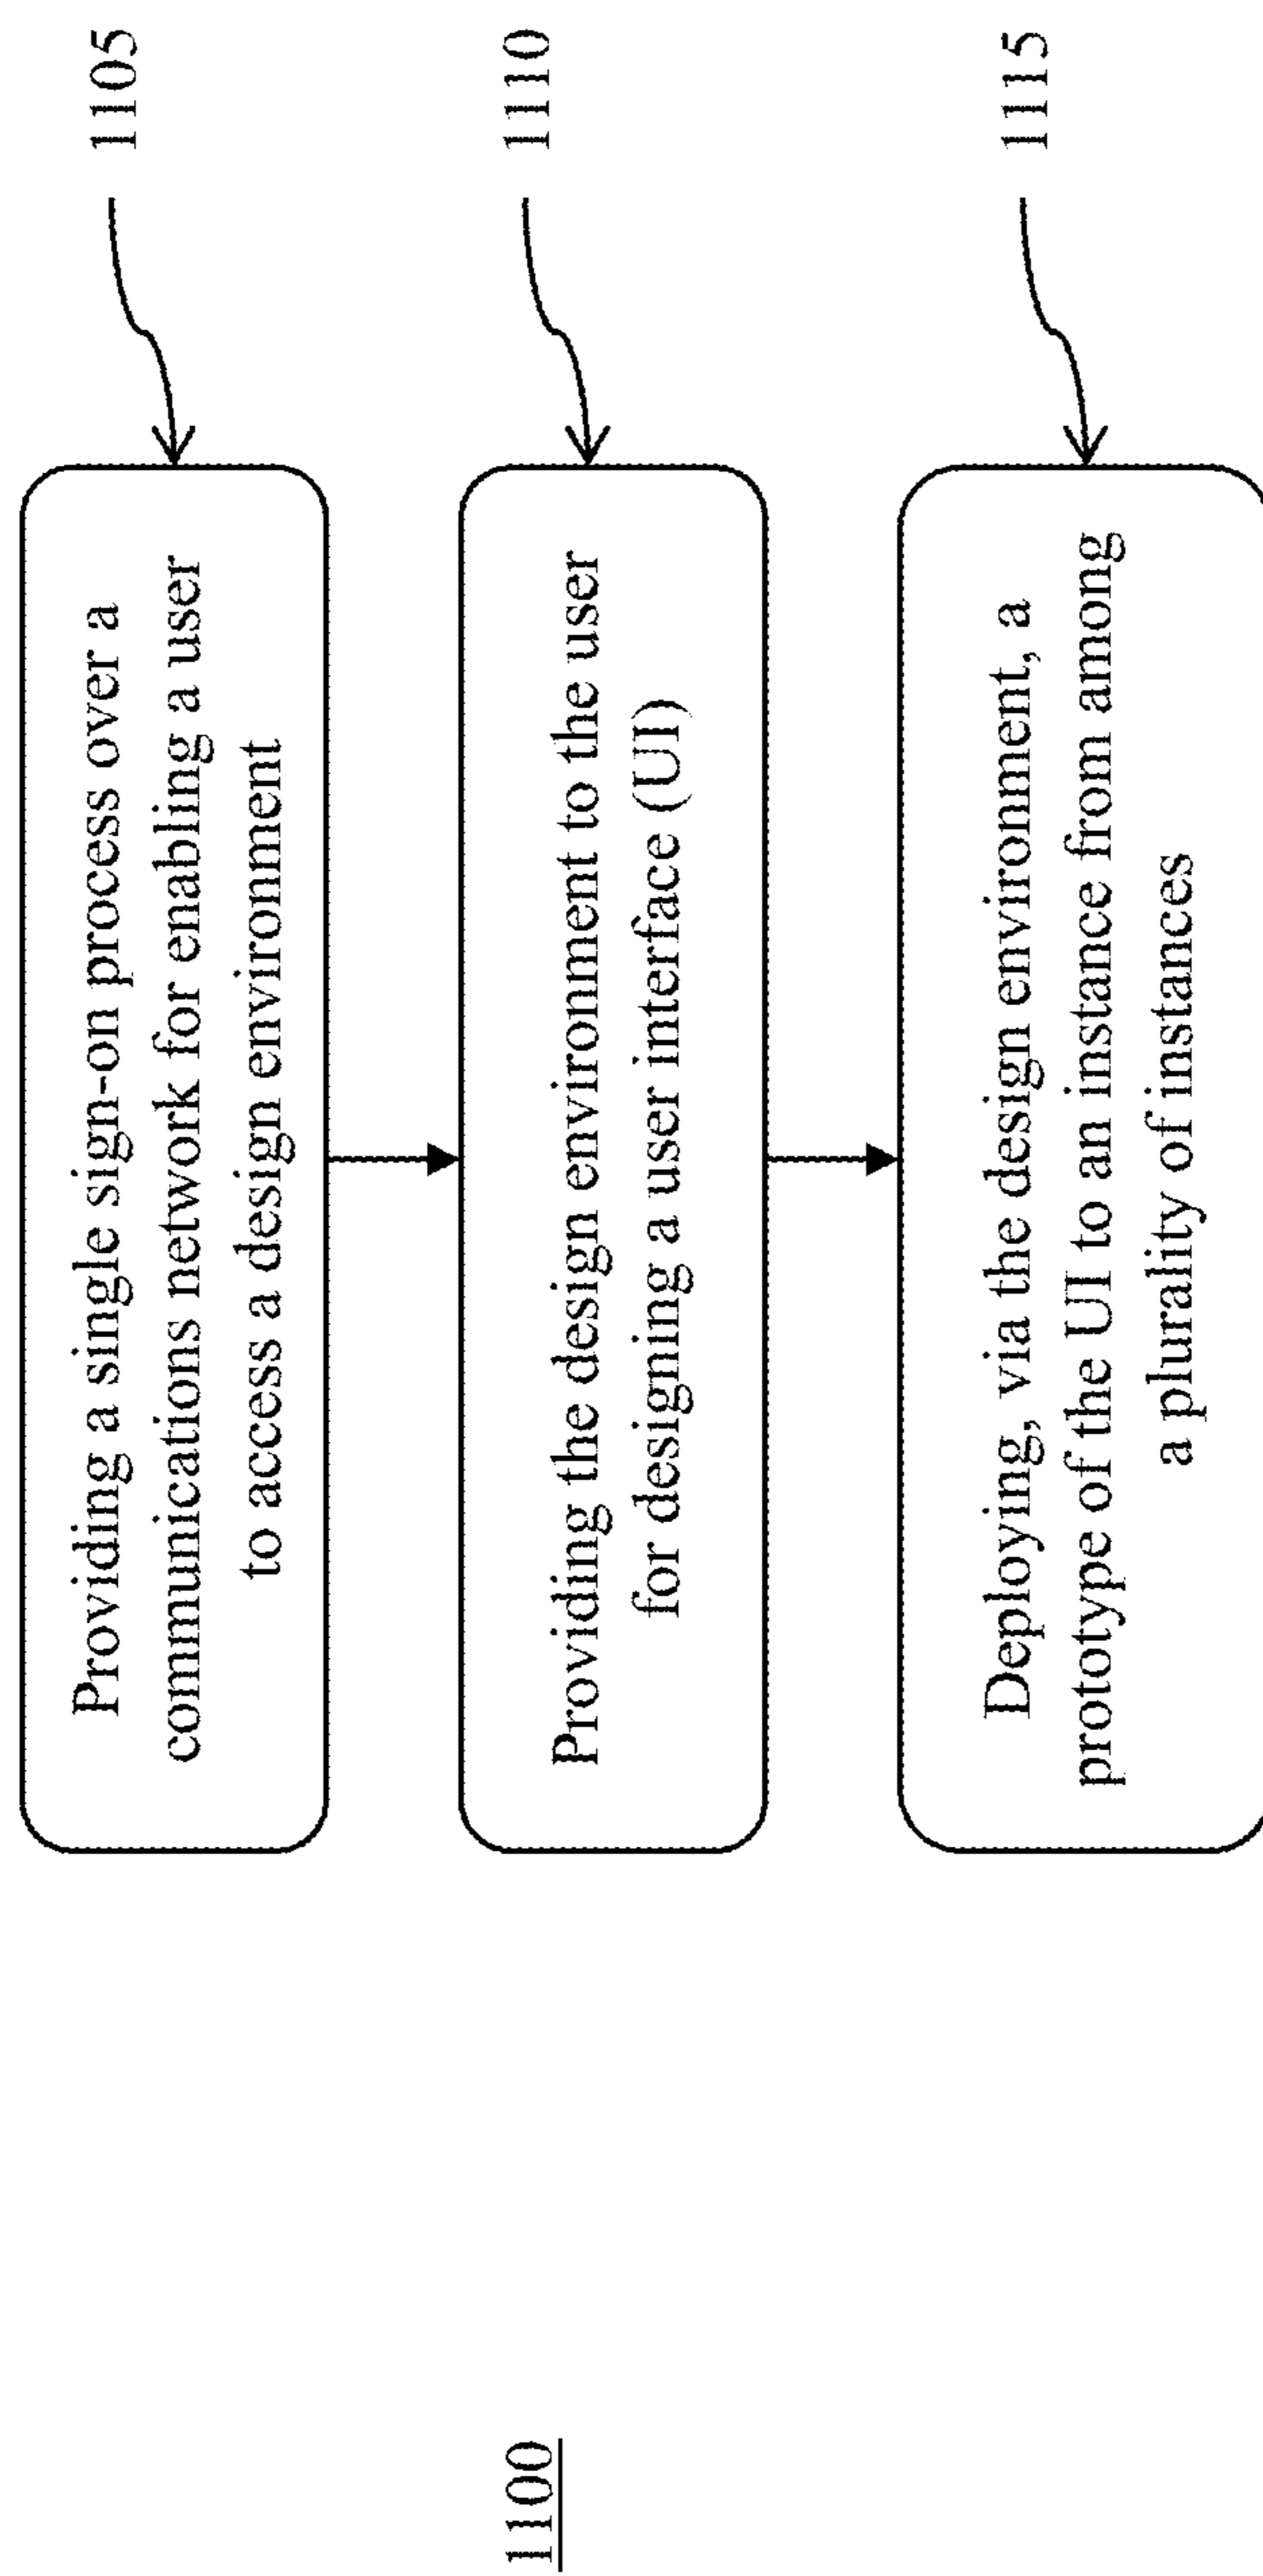 1100
Providing a single sign-on process over a
communications network for enabling a user
to access a design environment
1105
Providing the design environment to the user
for designing a user interface (UI)
1110
Deploying, via the design environment, a
prototype of the UI to an instance from among
a plurality of instances
1115